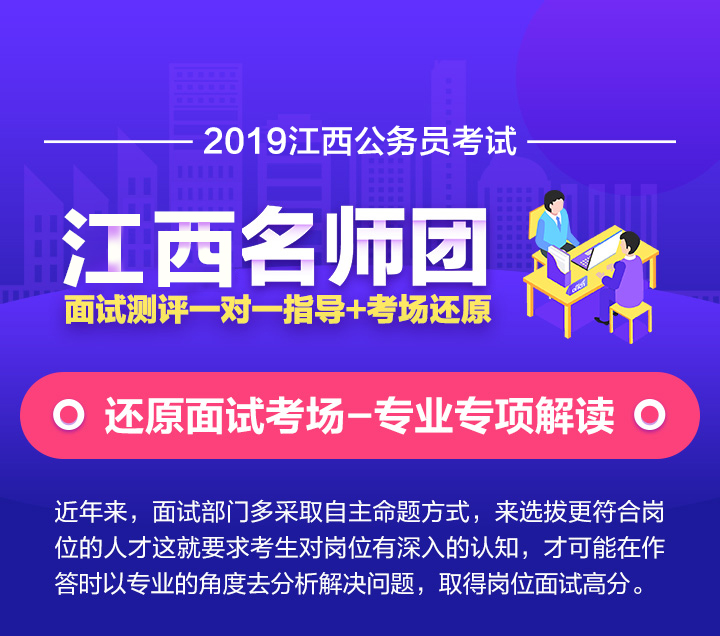 2019江西公务员考试
江西名师团
面试测评一对一指导+考场还原
还原面试考场-专业专项解读
近年来，面试部门多采取自主命题方式，来选拔更符合岗
位的人才这就要求考生对岗位有深入的认知，才可能在作
答时以专业的角度去分析解决问题，取得岗位面试高分。